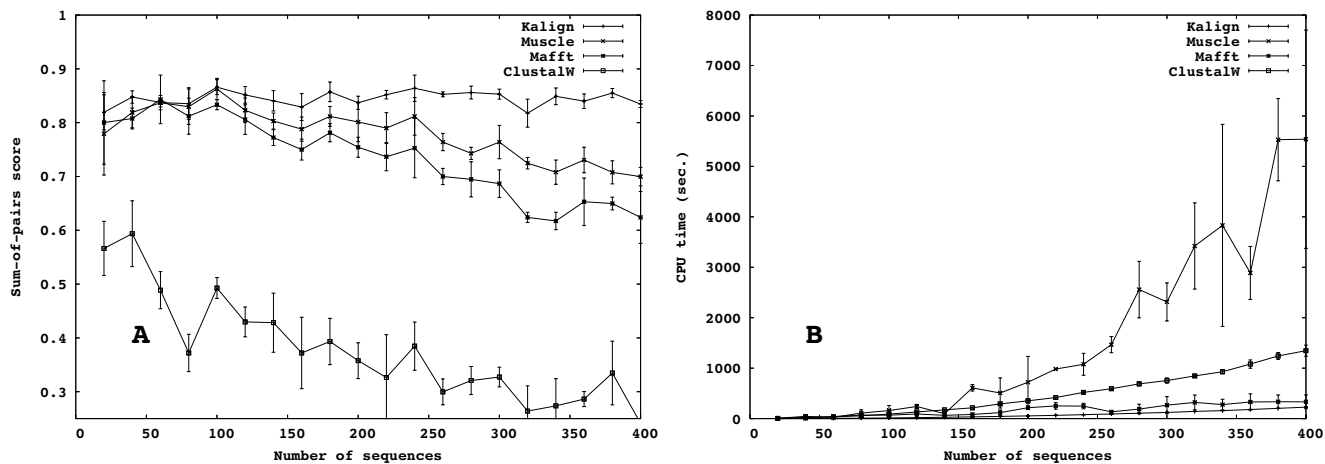 1
0.9
0.8
0.7
0.6
0.5
0.4
0.3
Sum-of-pairs score
0 50 100 150 200 250 300 350 400
Number of sequences
Kalign
Muscle
Mafft
ClustalW
A
8000
7000
6000
5000
4000
3000
2000
1000
0
CPU time (sec.)
0 50 100 150 200 250 300 350 400
Number of sequences
Kalign
Muscle
Mafft
ClustalW
B